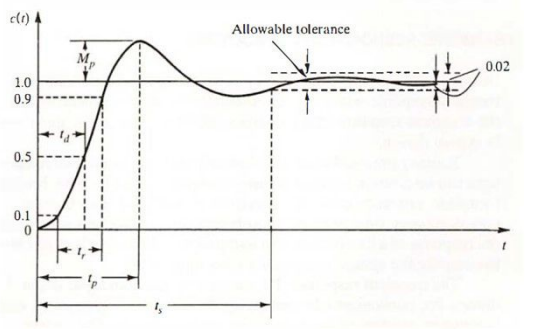 c(t)
Allowable tolerance
M_p
0.02
1.0
0.9
t_d
0.5
0.1
0
t
t_r
t_p
t_s